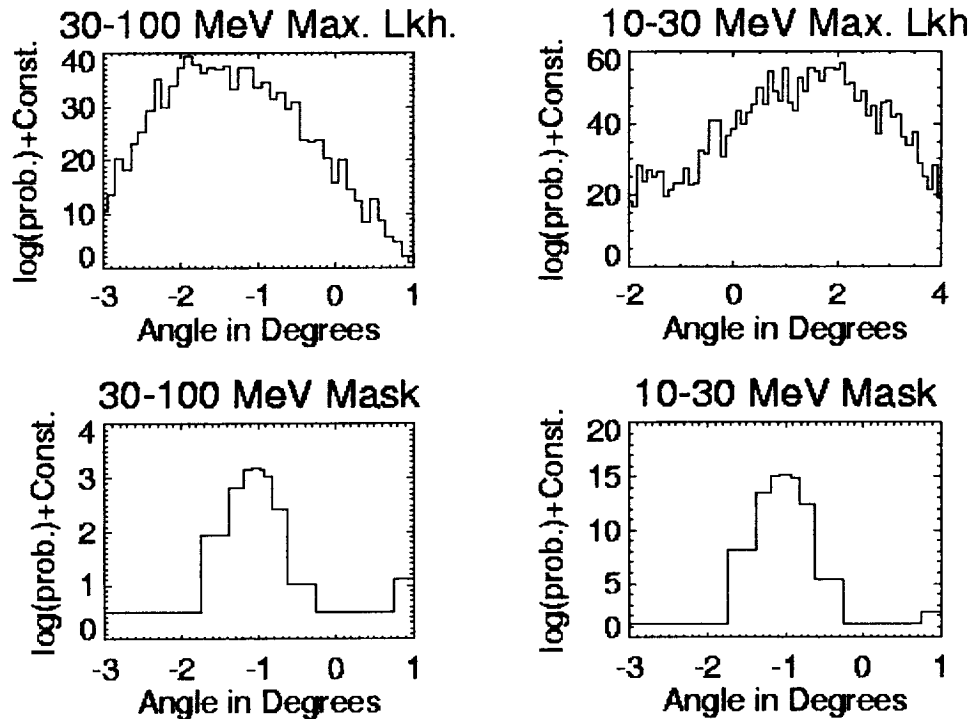 30-100 MeV Max. Lkh.
log(prob.)+Const.
40
30
20
10
0
-3 -2 -1 0 1
Angle in Degrees
10-30 MeV Max. Lkh
log(prob.)+Const.
60
40
20
0
-2 0 2 4
Angle in Degrees
30-100 MeV Mask
log(prob.)+Const.
4
3
2
1
0
-3 -2 -1 0 1
Angle in Degrees
10-30 MeV Mask
log(prob.)+Const.
20
15
10
5
0
-3 -2 -1 0 1
Angle in Degrees